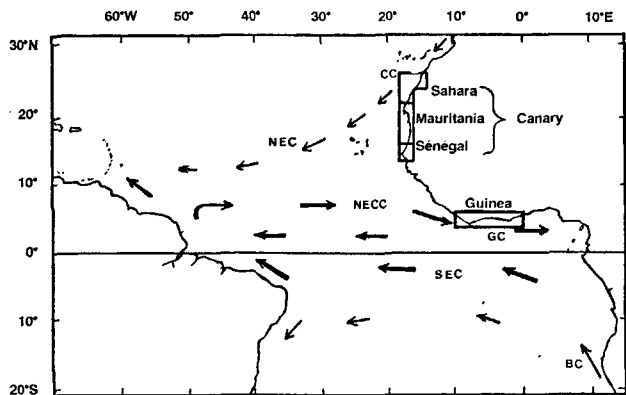 60°W 50° 40° 30° 20° 10° 0° 10°E
30°N
CC
Sahara
20°
Mauritania Canary
NEC
Sénégal
10°
Guinea
NECC
GC
0°
SEC
10°
BC
20°S